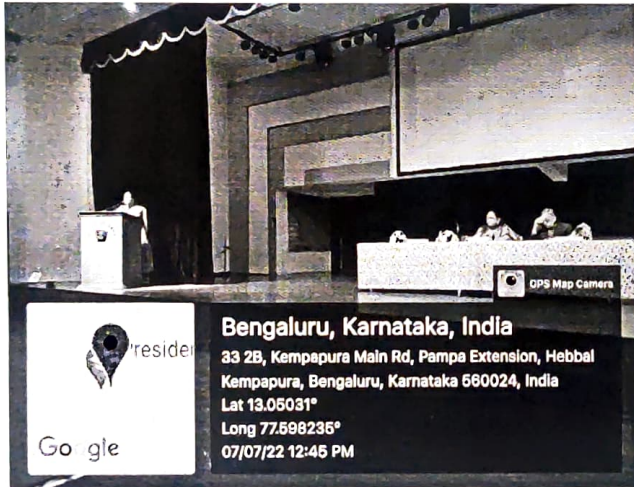 GPS Map Camera
Presiden
Google
Bengaluru, Karnataka, India
33 2B, Kempapura Main Rd, Pampa Extension, Hebbal
Kempapura, Bengaluru, Karnataka 560024, India
Lat 13.05031°
Long 77.598235°
07/07/22 12:45 PM